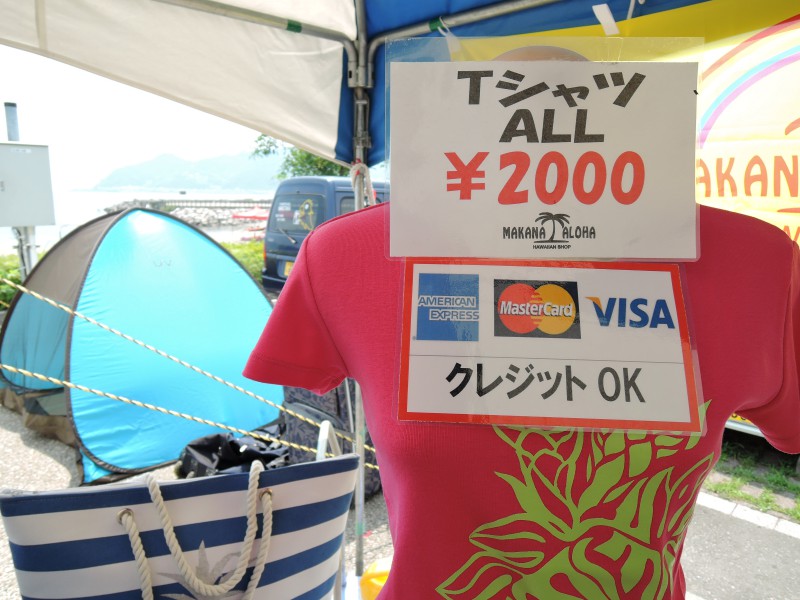 Tシャツ
ALL
¥2000
MAKANA ALOHA
HAWAIIAN SHOP
AMERICAN
EXPRESS
MasterCard
VISA
クレジット OK
AKAN